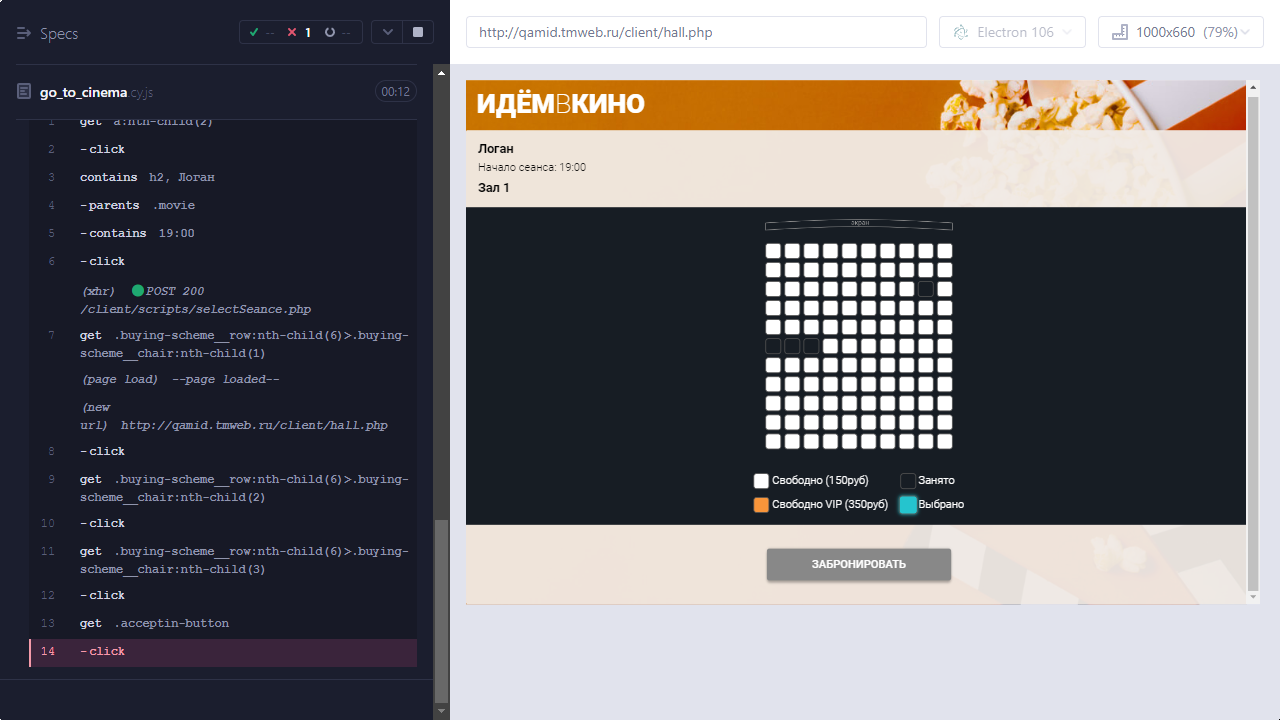 Specs
-- 1 --
http://qamid.tmweb.ru/client/hall.php
Electron 106
1000x660 (79%)
go_to_cinema.cy.js
00:12
1 get a:nth-child(2)
2 -click
3 contains h2, Логан
4 -parents .movie
5 -contains 19:00
6 -click
(xhr) POST 200
/client/scripts/selectSeance.php
7 get .buying-scheme__row:nth-child(6)>.buying-
scheme__chair:nth-child(1)
(page load) --page loaded--
(new
url) http://qamid.tmweb.ru/client/hall.php
8 -click
9 get .buying-scheme__row:nth-child(6)>.buying-
scheme__chair:nth-child(2)
10 -click
11 get .buying-scheme__row:nth-child(6)>.buying-
scheme__chair:nth-child(3)
12 -click
13 get .acceptin-button
14 -click
ИДЁМВКИНО
Логан
Начало сеанса: 19:00
Зал 1
экран
Свободно (150руб)
Занято
Свободно VIP (350руб)
Выбрано
ЗАБРОНИРОВАТЬ